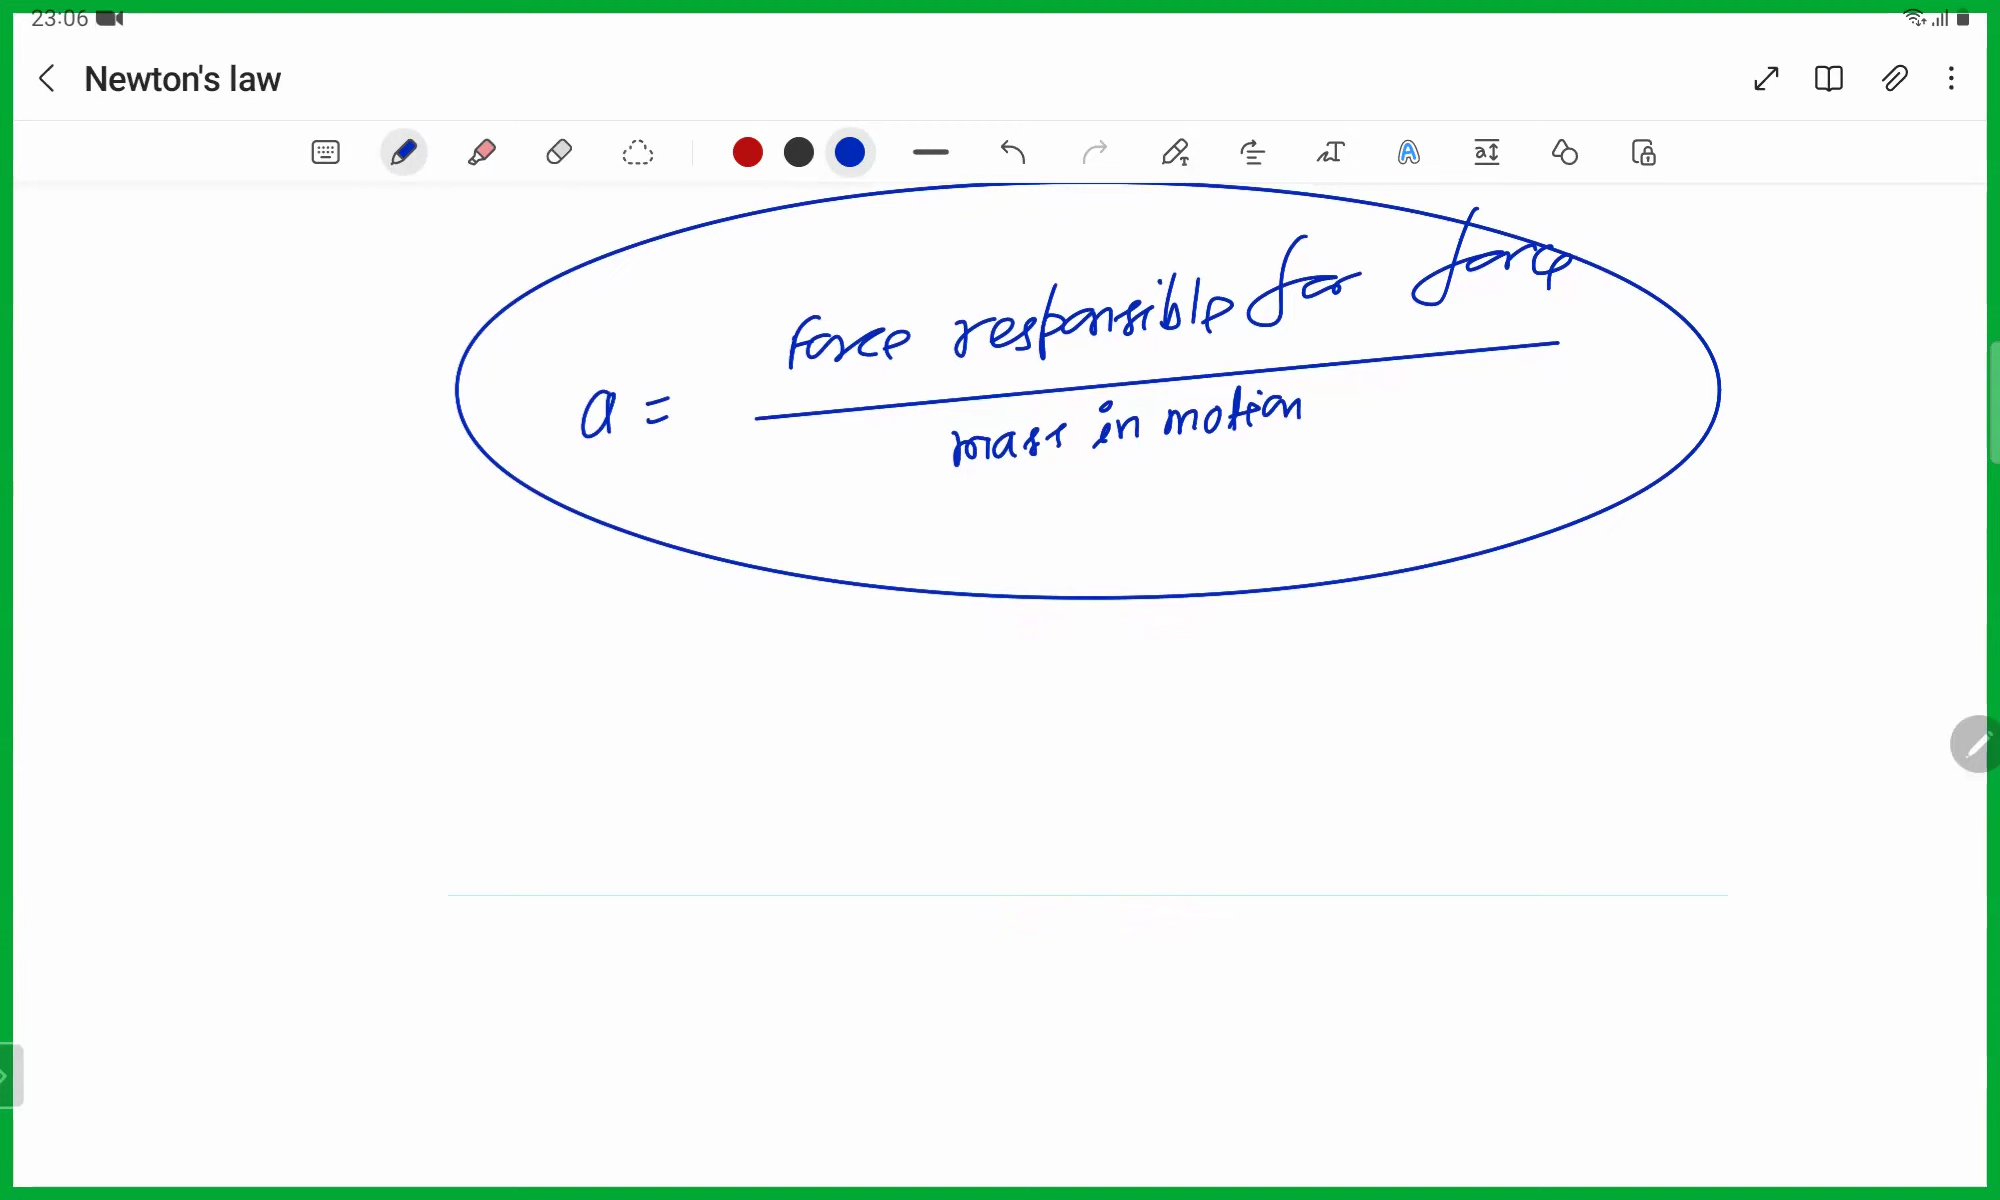 23:06
Newton's law
Force responsible for force
a =
mass in motion